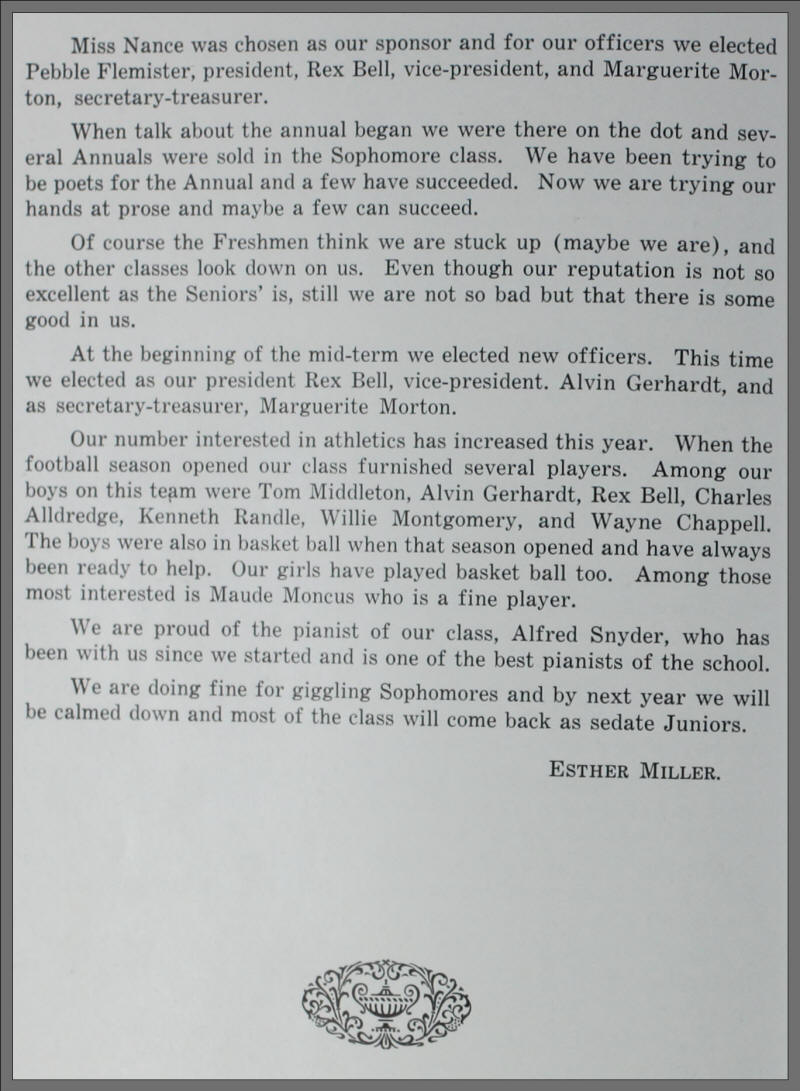 Miss Nance was chosen as our sponsor and for our officers we elected
Pebble Flemister, president, Rex Bell, vice-president, and Marguerite Mor-
ton, secretary-treasurer.
When talk about the annual began we were there on the dot and sev-
eral Annuals were sold in the Sophomore class. We have been trying to
be poets for the Annual and a few have succeeded. Now we are trying our
hands at prose and maybe a few can succeed.
Of course the Freshmen think we are stuck up (maybe we are), and
the other classes look down on us. Even though our reputation is not so
excellent as the Seniors' is, still we are not so bad but that there is some
good in us.
At the beginning of the mid-term we elected new officers. This time
we elected as our president Rex Bell, vice-president. Alvin Gerhardt, and
as secretary-treasurer, Marguerite Morton.
Our number interested in athletics has increased this year. When the
football season opened our class furnished several players. Among our
boys on this team were Tom Middleton, Alvin Gerhardt, Rex Bell, Charles
Alldredge, Kenneth Randle, Willie Montgomery, and Wayne Chappell.
The boys were also in basket ball when that season opened and have always
been ready to help. Our girls have played basket ball too. Among those
most interested is Maude Moncus who is a fine player.
We are proud of the pianist of our class, Alfred Snyder, who has
been with us since we started and is one of the best pianists of the school.
We are doing fine for giggling Sophomores and by next year we will
be calmed down and most of the class will come back as sedate Juniors.
ESTHER MILLER.